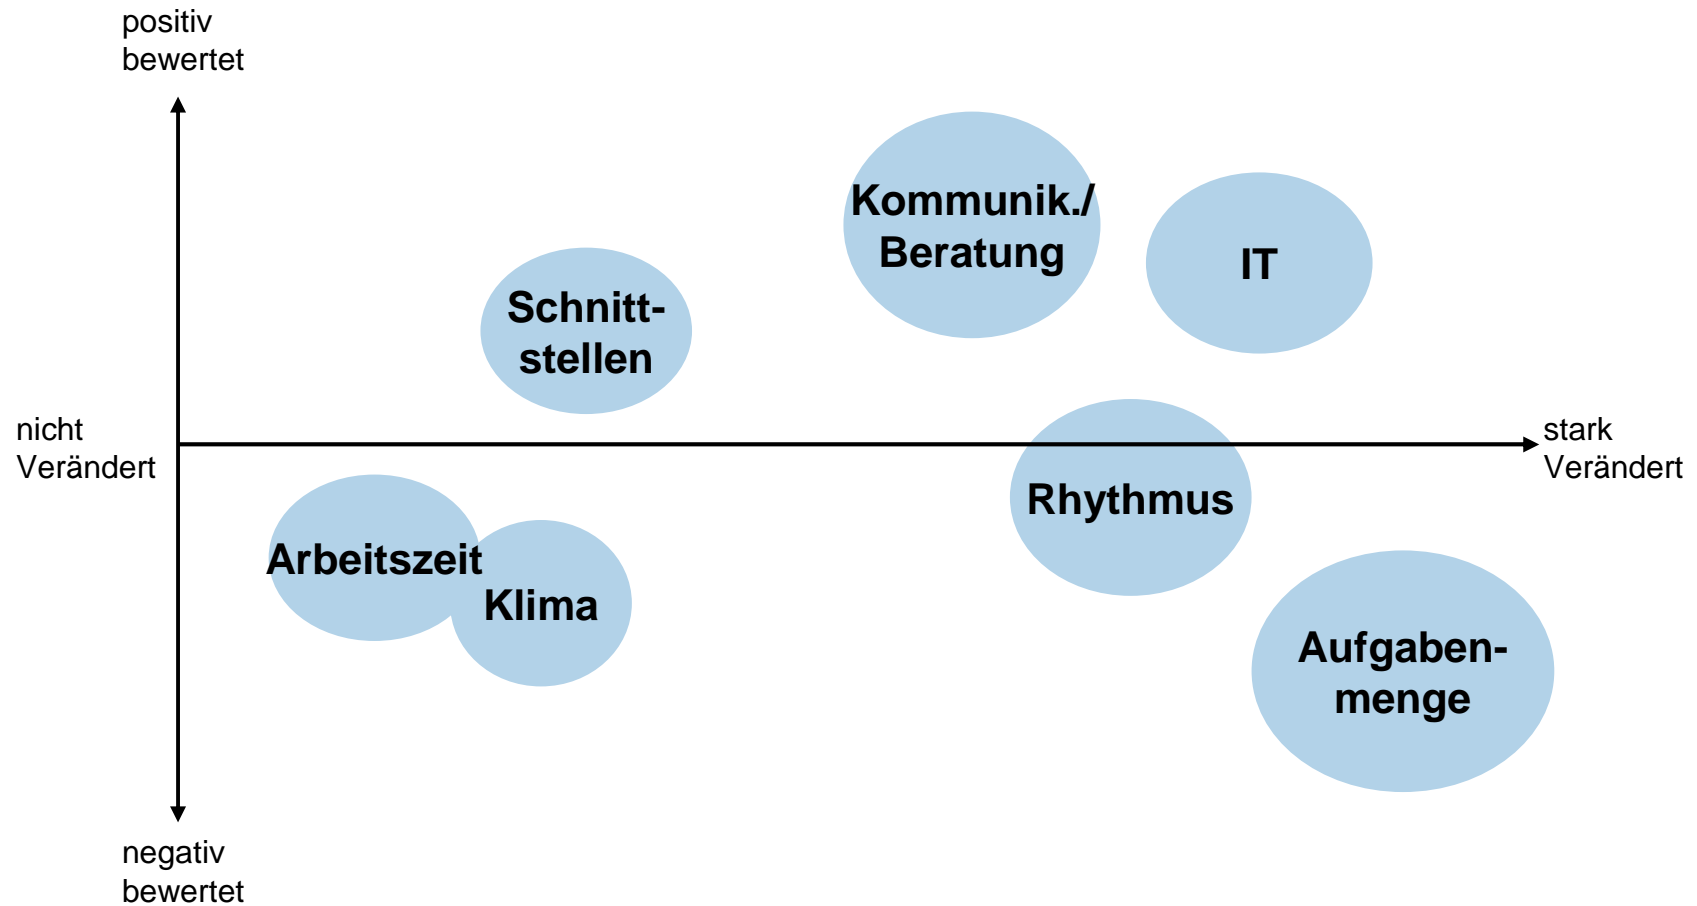 positiv
bewertet
Kommunik./
Beratung
IT
Schnitt-
stellen
nicht
Verändert
stark
Verändert
Rhythmus
Arbeitszeit
Klima
Aufgaben-
menge
negativ
bewertet